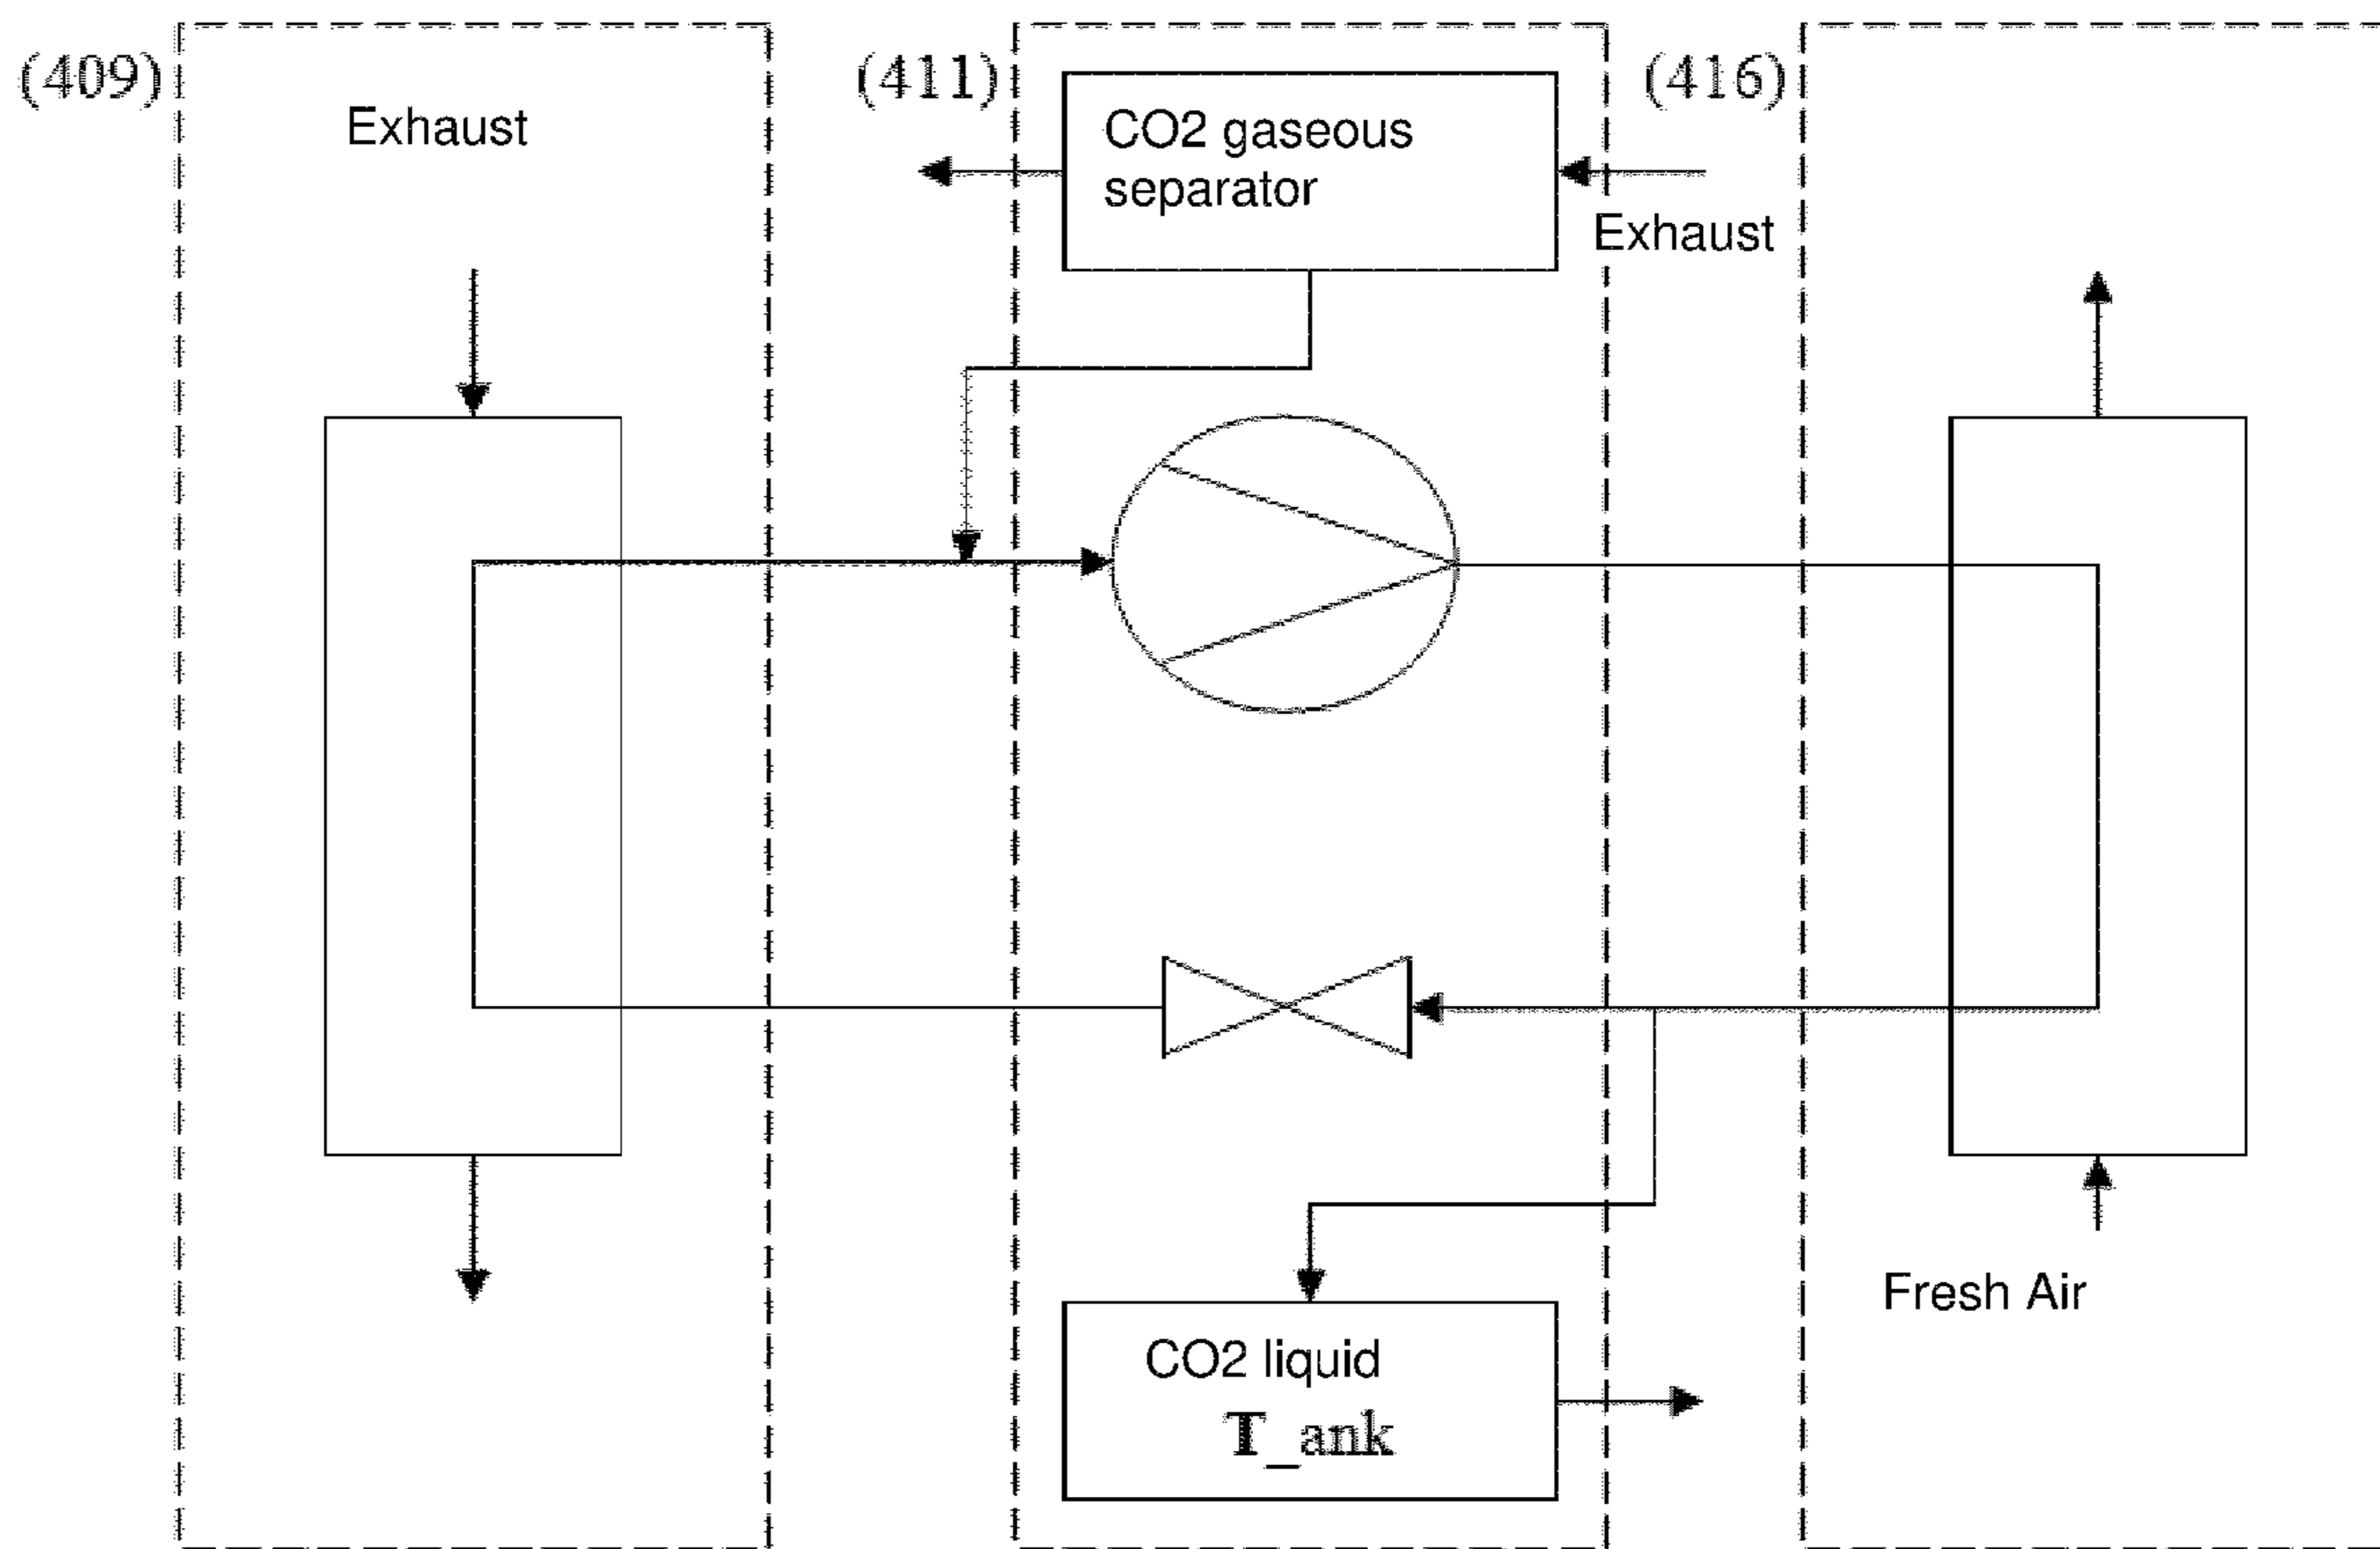 (409)
Exhaust
(411)
CO2 gaseous
separator
Exhaust
(416)
Fresh Air
CO2 liquid
T_ank